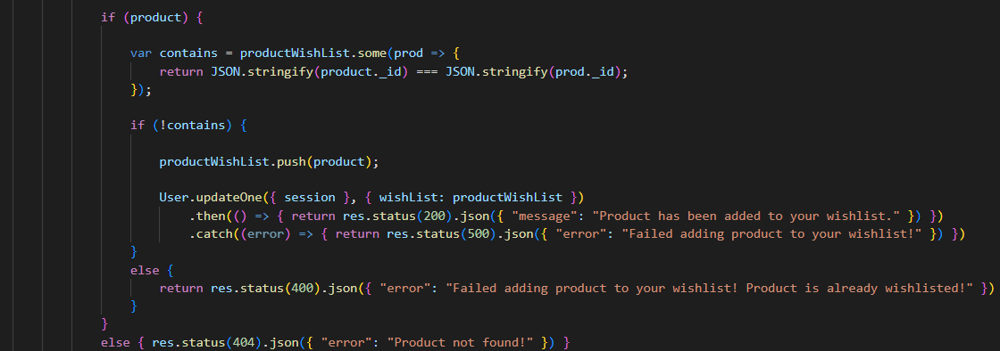 if (product) {
var contains = productWishList.some(prod => {
return JSON.stringify(product._id) === JSON.stringify(prod._id);
});
if (!contains) {
productWishList.push(product);
User.updateOne({ session }, { wishList: productWishList })
.then(() => { return res.status(200).json({ "message": "Product has been added to your wishlist." }) })
.catch((error) => { return res.status(500).json({ "error": "Failed adding product to your wishlist!" }) })
}
else {
return res.status(400).json({ "error": "Failed adding product to your wishlist! Product is already wishlisted!" })
}
}
else { res.status(404).json({ "error": "Product not found!" }) }